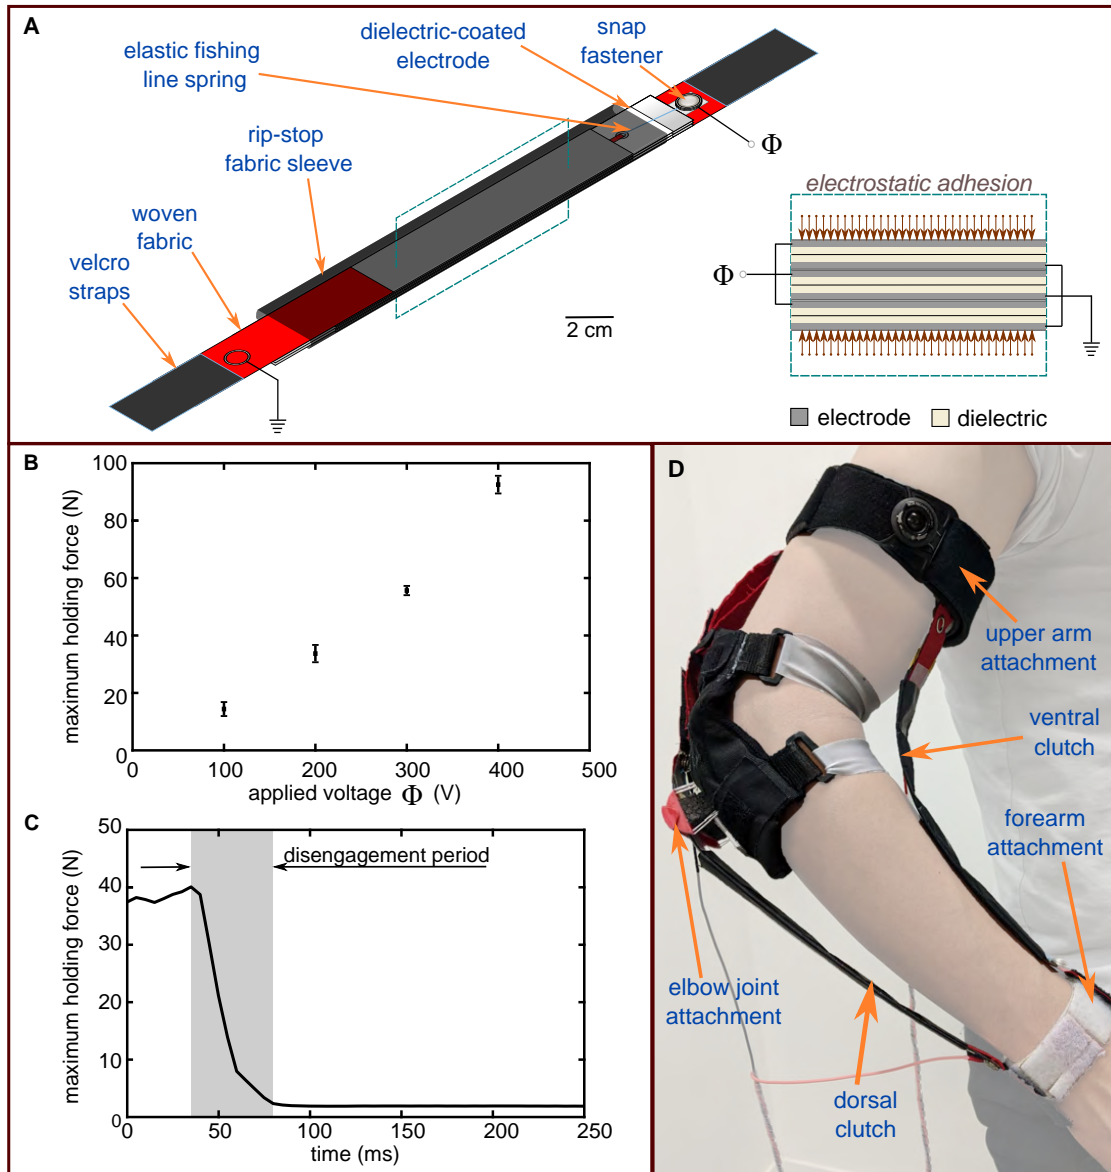 A
elastic fishing
line spring
dielectric-coated
electrode
snap
fastener
rip-stop
fabric sleeve
woven
fabric
velcro
straps
Φ
2 cm
electrostatic adhesion
Φ
electrode
dielectric
B
100
80
60
40
20
0
maximum holding force (N)
0
100
200
300
400
500
applied voltage Φ (V)
C
50
40
30
20
10
0
maximum holding force (N)
disengagement period
0
50
100
150
200
250
time (ms)
D
upper arm
attachment
ventral
clutch
forearm
attachment
elbow joint
attachment
dorsal
clutch